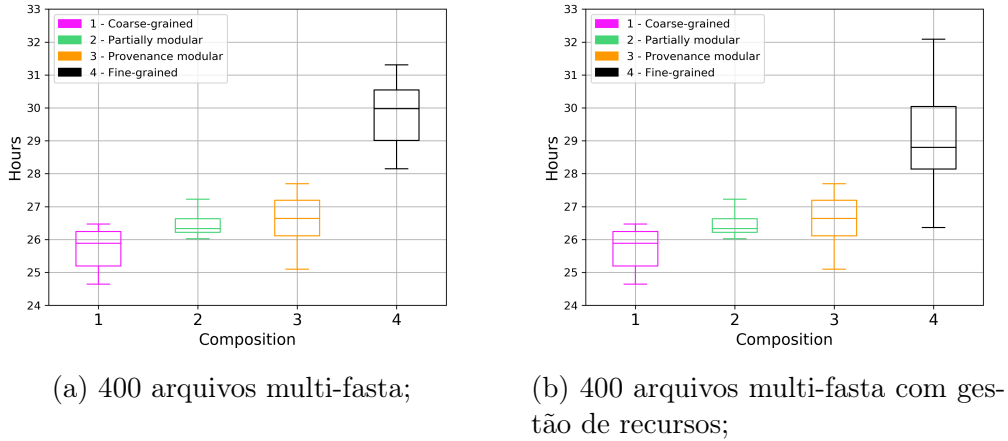 33
32
31
30
29
28
27
26
25
24
Hours
1 - Coarse-grained
2 - Partially modular
3 - Provenance modular
4 - Fine-grained
1 2 3 4
Composition
(a) 400 arquivos multi-fasta;
33
32
31
30
29
28
27
26
25
24
Hours
1 - Coarse-grained
2 - Partially modular
3 - Provenance modular
4 - Fine-grained
1 2 3 4
Composition
(b) 400 arquivos multi-fasta com ges-
tão de recursos;